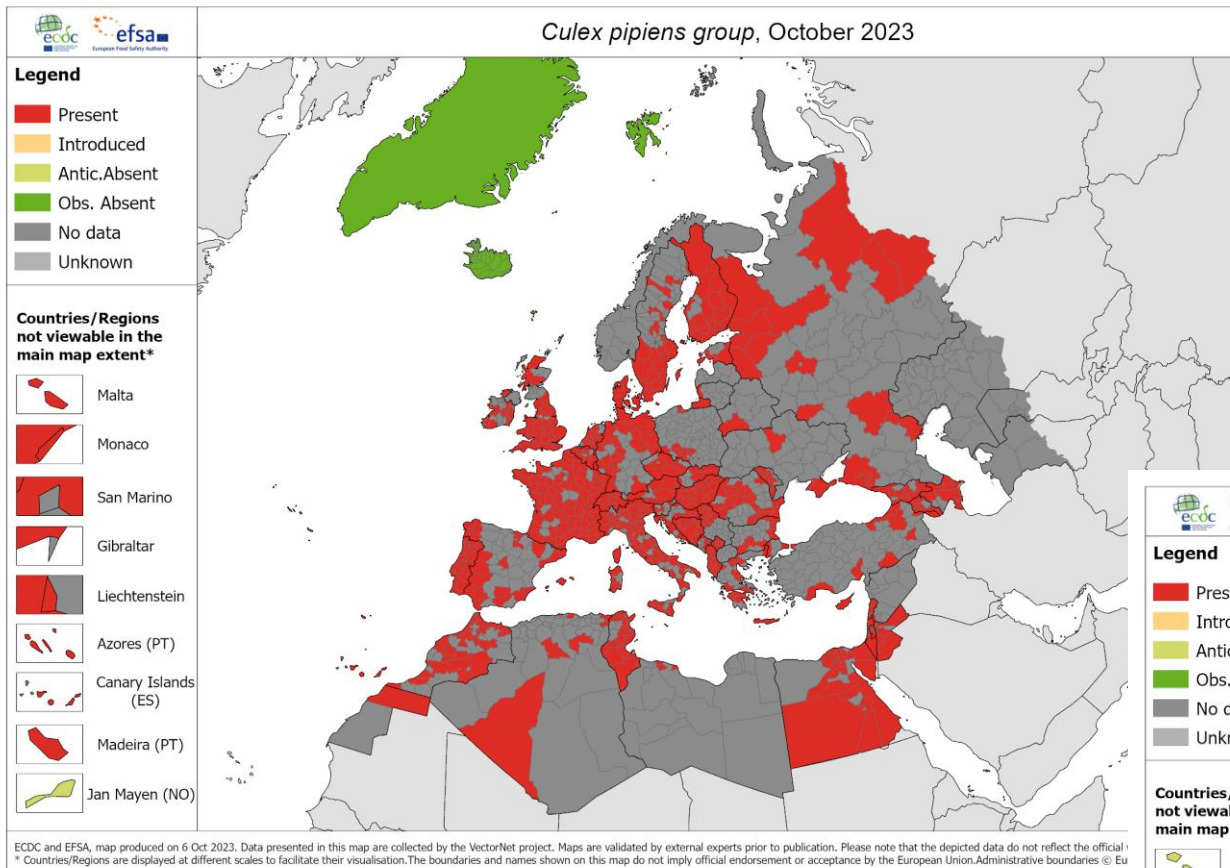 ecdc
efsa
European Food Safety Authority
Culex pipiens group, October 2023
Legend
Present
Introduced
Antic.Absent
Obs. Absent
No data
Unknown
Countries/Regions
not viewable in the
main map extent*
Malta
Monaco
San Marino
Gibraltar
Liechtenstein
Azores (PT)
Canary Islands
(ES)
Madeira (PT)
Jan Mayen (NO)
ECDC and EFSA, map produced on 6 Oct 2023. Data presented in this map are collected by the VectorNet project. Maps are validated by external experts prior to publication. Please note that the depicted data do not reflect the official
* Countries/Regions are displayed at different scales to facilitate their visualisation.The boundaries and names shown on this map do not imply official endorsement or acceptance by the European Union.Administrative boundaries © Eu
ecdc
Legend
Pres
Intro
Antic
Obs.
No d
Unkn
Countries/
not viewab
main map